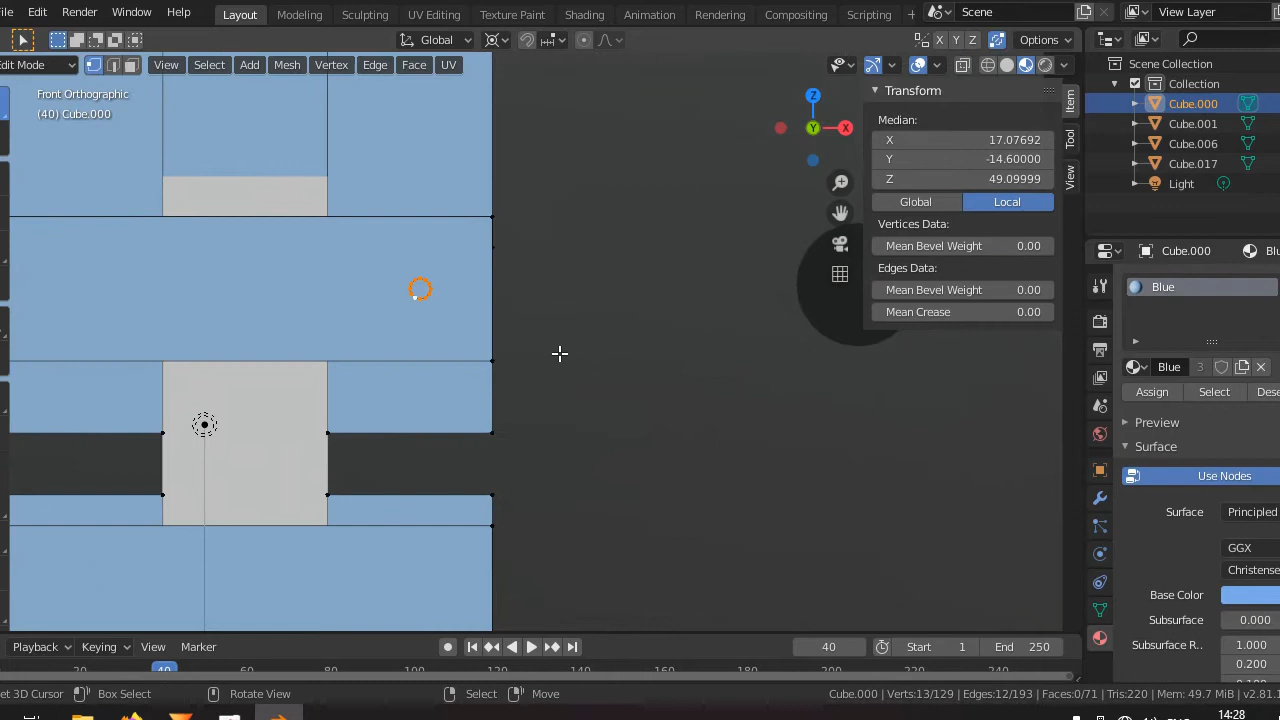 File Edit Render Window Help Layout Modeling Sculpting UV Editing Texture Paint Shading Animation Rendering Compositing Scripting + Scene View Layer
Global X Y Z Options
Edit Mode View Select Add Mesh Vertex Edge Face UV
Front Orthographic
(40) Cube.000
Z
Y X
Transform
Median:
X 17.07692
Y -14.60000
Z 49.09999
Global Local
Vertices Data:
Mean Bevel Weight 0.00
Edges Data:
Mean Bevel Weight 0.00
Mean Crease 0.00
Item
Tool
View
Scene Collection
Collection
Cube.000
Cube.001
Cube.006
Cube.017
Light
Cube.000
Blue
Blue 3
Assign Select Dese
Preview
Surface
Use Nodes
Surface Principled
GGX
Christense
Base Color
Subsurface 0.000
Subsurface R.. 1.000
0.200
Playback Keying View Marker 40 Start 1 End 250
20 40 60 80 100 120 140 160 180 200 220 240
et 3D Cursor Box Select Rotate View Select Move Cube.000 | Verts:13/129 | Edges:12/193 | Faces:0/71 | Tris:220 | Mem: 49.7 MiB | v2.81.1
14:28